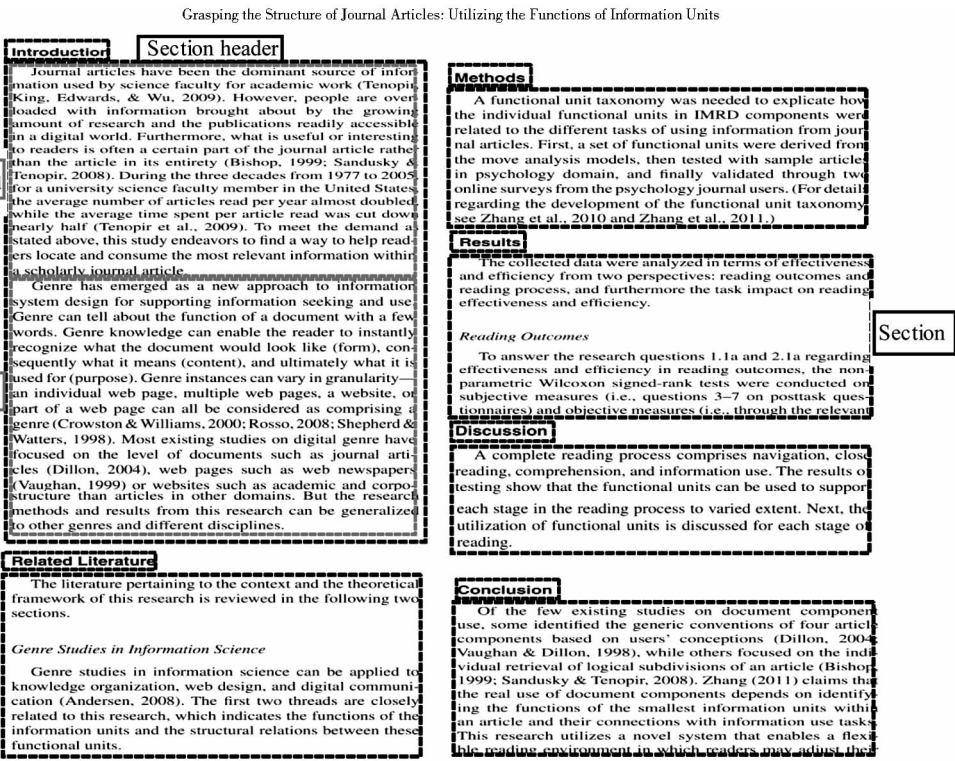 Grasping the Structure of Journal Articles: Utilizing the Functions of Information Units
Introduction
Section header
Journal articles have been the dominant source of infor
mation used by science faculty for academic work (Tenopir,
King, Edwards, & Wu, 2009). However, people are over
loaded with information brought about by the growing
amount of research and the publications readily accessible
in a digital world. Furthermore, what is useful or interesting
to readers is often a certain part of the journal article rathe
than the article in its entirety (Bishop, 1999; Sandusky &
Tenopir, 2008). During the three decades from 1977 to 2005
for a university science faculty member in the United States
the average number of articles read per year almost doubled
while the average time spent per article read was cut down
nearly half (Tenopir et al., 2009). To meet the demand a
stated above, this study endeavors to find a way to help read-
ers locate and consume the most relevant information within
a scholarly journal article
Genre has emerged as a new approach to information
system design for supporting information seeking and use
Genre can tell about the function of a document with a few
words. Genre knowledge can enable the reader to instantly
recognize what the document would look like (form), con-
sequently what it means (content), and ultimately what it is
used for (purpose). Genre instances can vary in granularity—
an individual web page, multiple web pages, a website, or
part of a web page can all be considered as comprising a
genre (Crowston & Williams, 2000; Rosso, 2008; Shepherd &
Watters, 1998). Most existing studies on digital genre have
focused on the level of documents such as journal arti-
cles (Dillon, 2004), web pages such as web newspapers
(Vaughan, 1999) or websites such as academic and corpo-
structure than articles in other domains. But the research
methods and results from this research can be generalized
to other genres and different disciplines.
Related Literature
The literature pertaining to the context and the theoretical
framework of this research is reviewed in the following two
sections.
Genre Studies in Information Science
Genre studies in information science can be applied to
knowledge organization, web design, and digital communi-
cation (Andersen, 2008). The first two threads are closely
related to this research, which indicates the functions of the
information units and the structural relations between these
functional units.
Methods
A functional unit taxonomy was needed to explicate how
the individual functional units in IMRD components were
related to the different tasks of using information from jour
nal articles. First, a set of functional units were derived from
the move analysis models, then tested with sample article
in psychology domain, and finally validated through two
online surveys from the psychology journal users. (For detail
regarding the development of the functional unit taxonomy
see Zhang et al., 2010 and Zhang et al., 2011.)
Results
The collected data were analyzed in terms of effectiveness
and efficiency from two perspectives: reading outcomes and
reading process, and furthermore the task impact on reading
effectiveness and efficiency.
Section
Reading Outcomes
To answer the research questions 1.1a and 2.1a regarding
effectiveness and efficiency in reading outcomes, the non-
parametric Wilcoxon signed-rank tests were conducted on
subjective measures (i.e., questions 3–7 on posttask ques-
tionnaires) and objective measures (i.e., through the relevant
Discussion
A complete reading process comprises navigation, close
reading, comprehension, and information use. The results of
testing show that the functional units can be used to suppor
each stage in the reading process to varied extent. Next, the
utilization of functional units is discussed for each stage of
reading.
Conclusion
Of the few existing studies on document component
use, some identified the generic conventions of four article
components based on users' conceptions (Dillon, 2004
Vaughan & Dillon, 1998), while others focused on the indi
vidual retrieval of logical subdivisions of an article (Bishop
1999; Sandusky & Tenopir, 2008). Zhang (2011) claims tha
the real use of document components depends on identify
ing the functions of the smallest information units within
an article and their connections with information use tasks
This research utilizes a novel system that enables a flexi
ble reading environment in which readers may adjust their